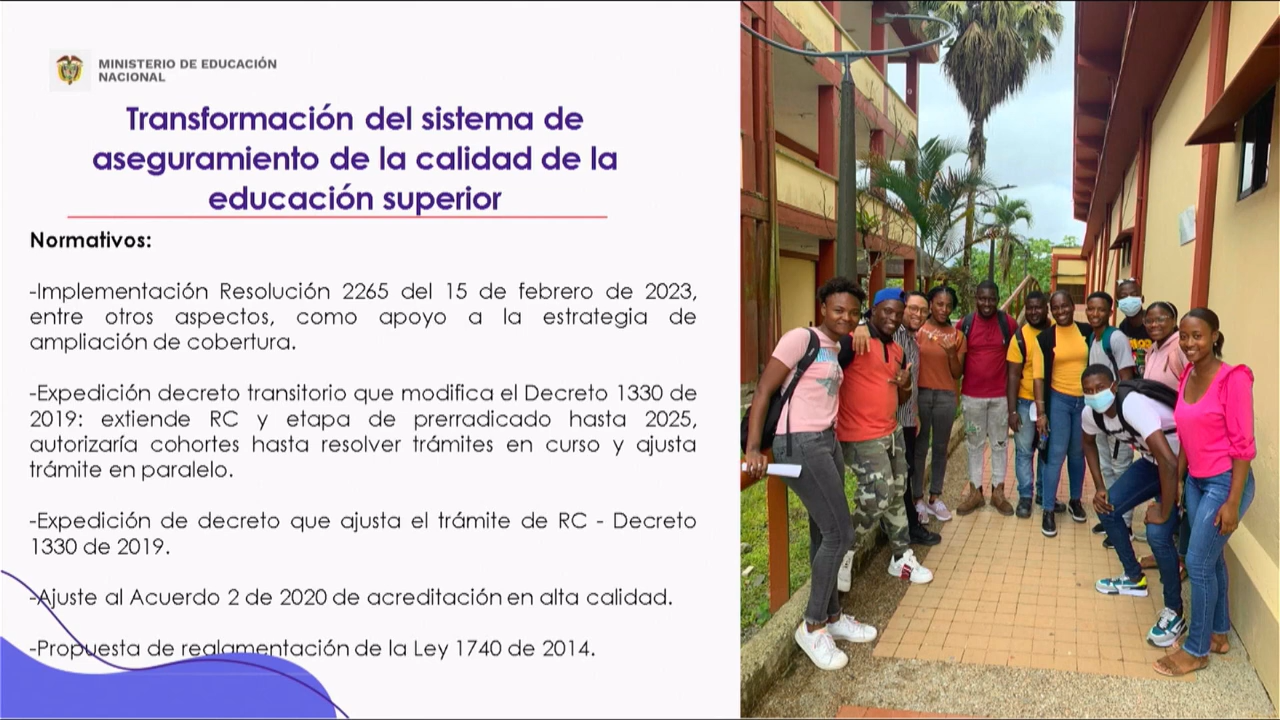 MINISTERIO DE EDUCACIÓN
NACIONAL
Transformación del sistema de
aseguramiento de la calidad de la
educación superior
Normativos:
-Implementación Resolución 2265 del 15 de febrero de 2023,
entre otros aspectos, como apoyo a la estrategia de
ampliación de cobertura.
-Expedición decreto transitorio que modifica el Decreto 1330 de
2019: extiende RC y etapa de prerradicado hasta 2025,
autorizaría cohortes hasta resolver trámites en curso y ajusta
trámite en paralelo.
-Expedición de decreto que ajusta el trámite de RC - Decreto
1330 de 2019.
-Ajuste al Acuerdo 2 de 2020 de acreditación en alta calidad.
-Propuesta de reglamentación de la Ley 1740 de 2014.